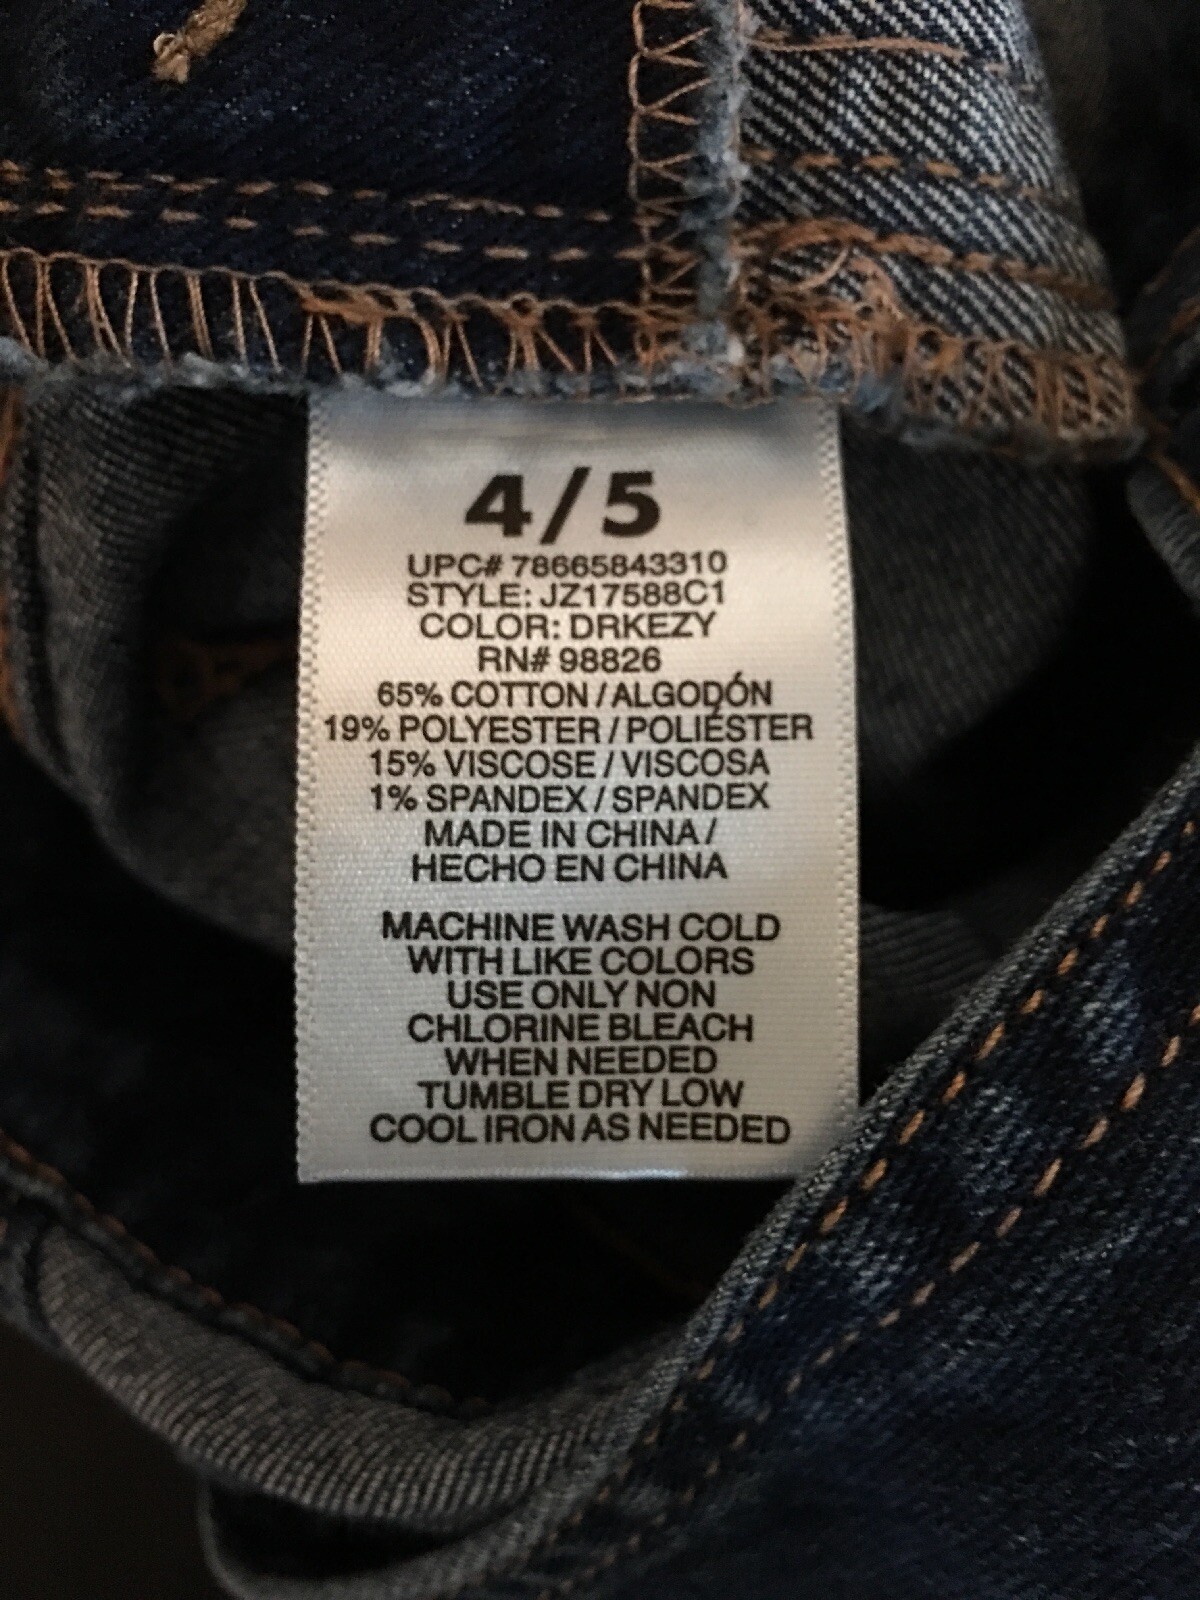 4/5
UPC# 78665843310
STYLE: JZ17588C1
COLOR: DRKEZY
RN# 98826
65% COTTON / ALGODÓN
19% POLYESTER / POLIÉSTER
15% VISCOSE / VISCOSA
1% SPANDEX / SPANDEX
MADE IN CHINA /
HECHO EN CHINA
MACHINE WASH COLD
WITH LIKE COLORS
USE ONLY NON
CHLORINE BLEACH
WHEN NEEDED
TUMBLE DRY LOW
COOL IRON AS NEEDED